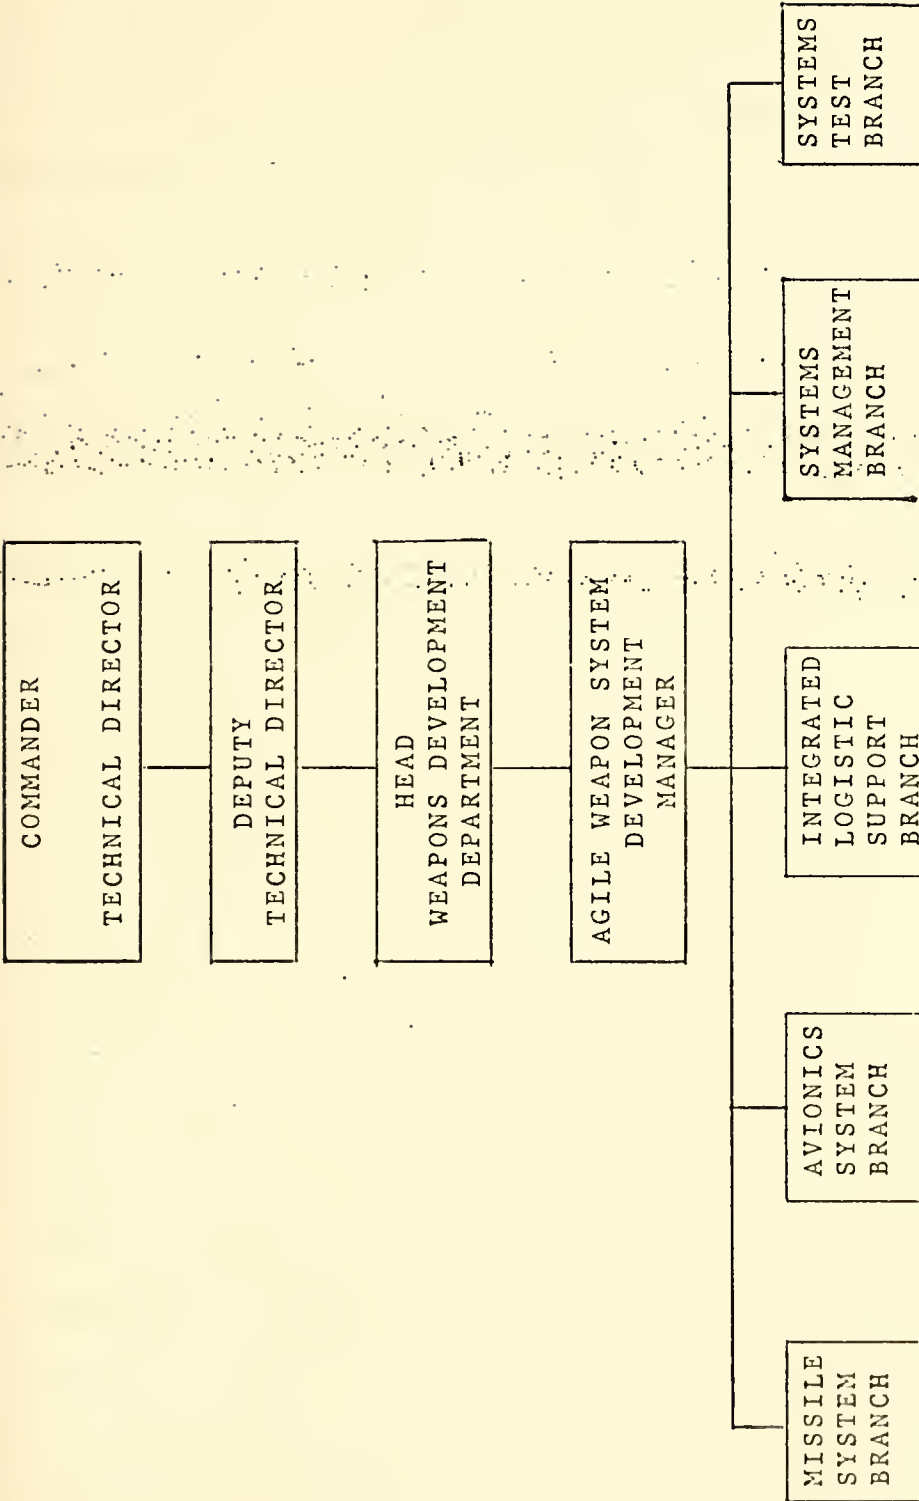 COMMANDER
TECHNICAL DIRECTOR
DEPUTY
TECHNICAL DIRECTOR
HEAD
WEAPONS DEVELOPMENT
DEPARTMENT
AGILE WEAPON SYSTEM
DEVELOPMENT
MANAGER
MISSILE
SYSTEM
BRANCH
AVIONICS
SYSTEM
BRANCH
INTEGRATED
LOGISTIC
SUPPORT
BRANCH
SYSTEMS
MANAGEMENT
BRANCH
SYSTEMS
TEST
BRANCH